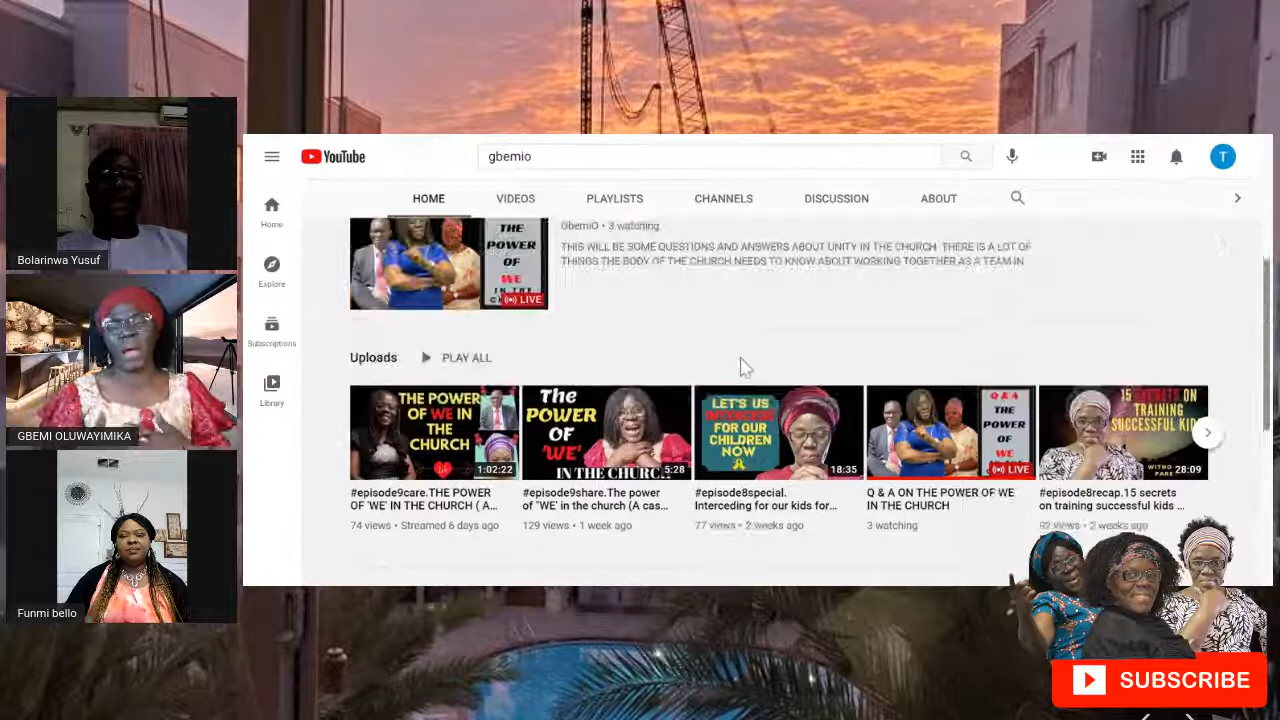 Bolarinwa Yusuf
GBEMI OLUWAYIMIKA
Funmi bello
YouTube
gbemio
T
HOME VIDEOS PLAYLISTS CHANNELS DISCUSSION ABOUT
Home
Explore
Subscriptions
Library
GbemiO • 3 watching
THIS WILL BE SOME QUESTIONS AND ANSWERS ABOUT UNITY IN THE CHURCH THERE IS A LOT OF
THINGS THE BODY OF THE CHURCH NEEDS TO KNOW ABOUT WORKING TOGETHER AS A TEAM IN
THE
POWER
OF
WE
IN THE
LIVE
Uploads PLAY ALL
THE POWER
OF WE IN
THE
CHURCH
1:02:22
#episode9care.THE POWER
OF 'WE' IN THE CHURCH ( A...
74 views • Streamed 6 days ago
The
POWER
OF
'WE'
IN THE CHURC
5:28
#episode9share.The power
of "WE' in the church (A cas...
129 views • 1 week ago
LET'S US
INTERCEDE
FOR OUR
CHILDREN
NOW
18:35
#episode8special.
Interceding for our kids for...
77 views • 2 weeks ago
Q & A
THE
POWER
OF
WE
LIVE
Q & A ON THE POWER OF WE
IN THE CHURCH
3 watching
15 SECRETS
ON TRAINING
SUCCESSFUL KID
28:09
#episode8recap.15 secrets
on training successful kids ...
92 views • 2 weeks ago
SUBSCRIBE